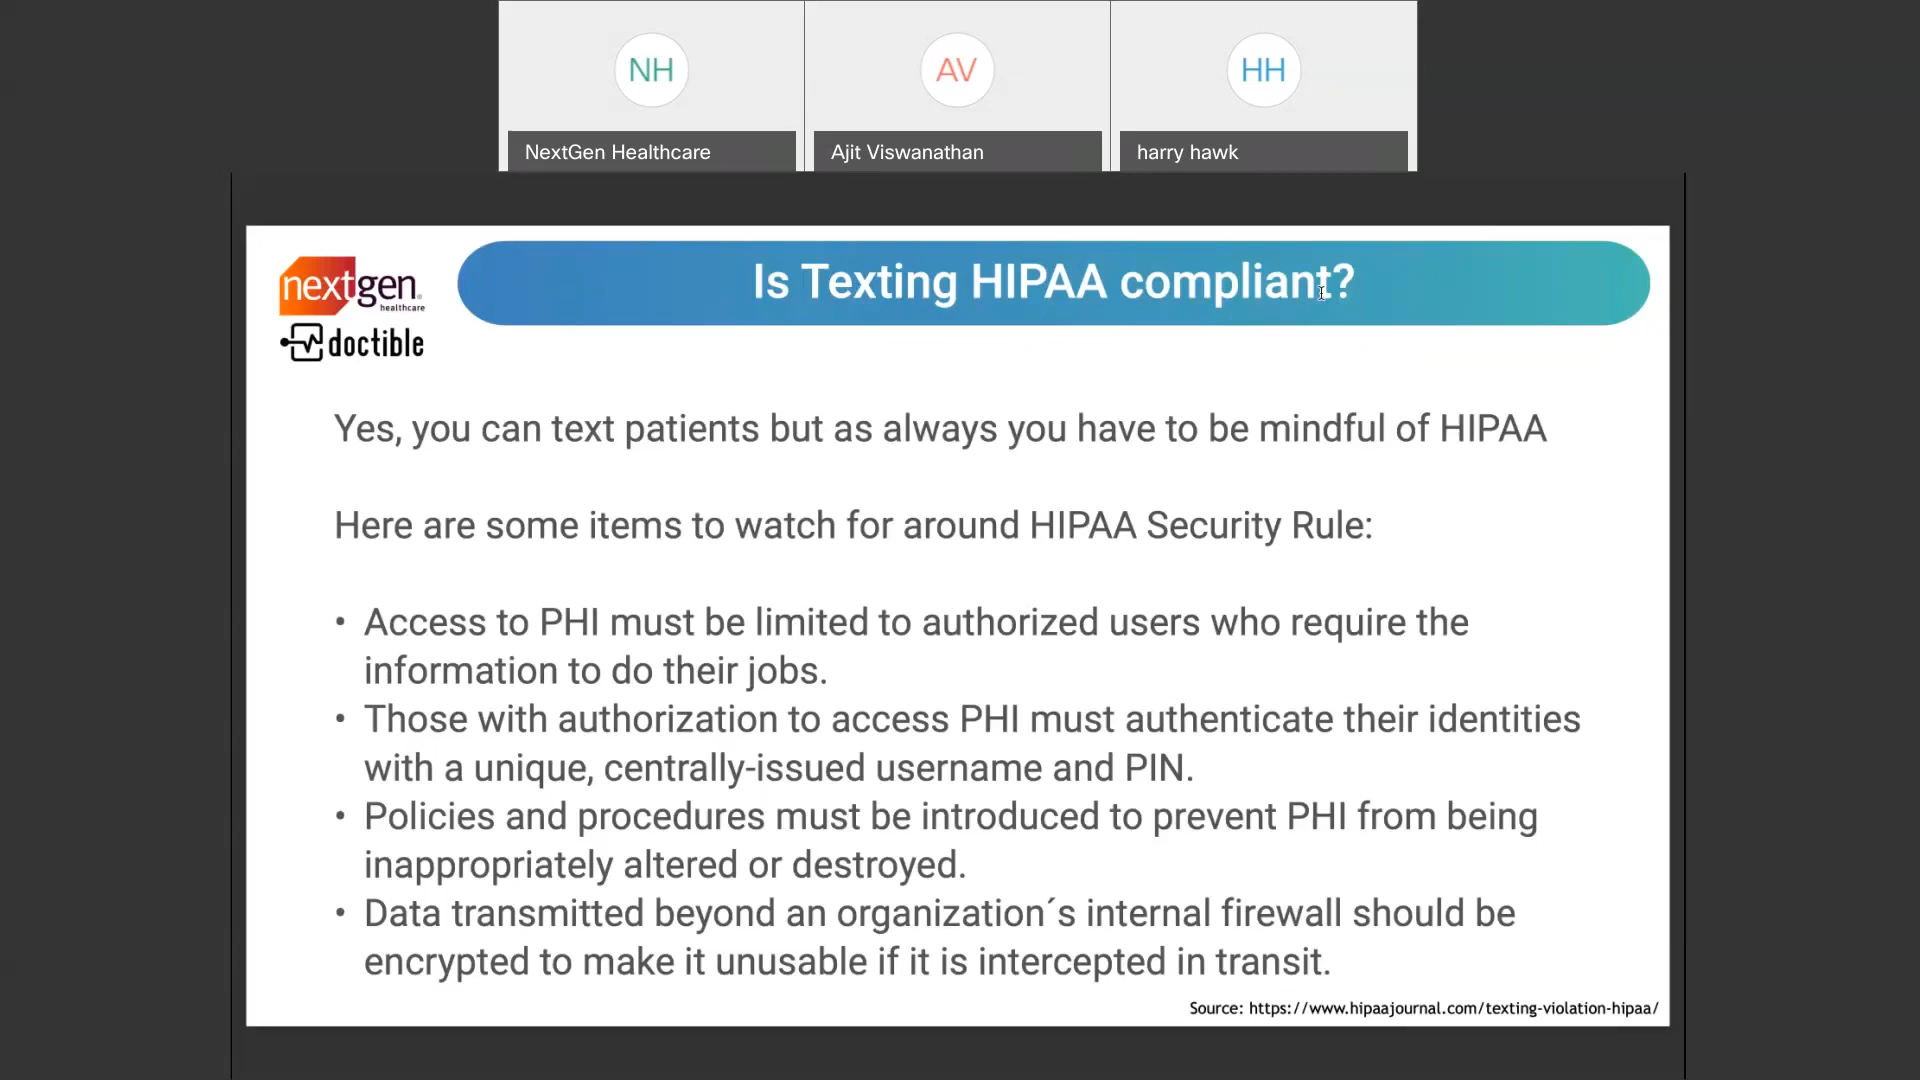 NH
AV
HH
NextGen Healthcare
Ajit Viswanathan
harry hawk
nextgen
healthcare
doctible
Is Texting HIPAA compliant?
Yes, you can text patients but as always you have to be mindful of HIPAA
Here are some items to watch for around HIPAA Security Rule:
• Access to PHI must be limited to authorized users who require the
information to do their jobs.
• Those with authorization to access PHI must authenticate their identities
with a unique, centrally-issued username and PIN.
• Policies and procedures must be introduced to prevent PHI from being
inappropriately altered or destroyed.
• Data transmitted beyond an organization´s internal firewall should be
encrypted to make it unusable if it is intercepted in transit.
Source: https://www.hipaajournal.com/texting-violation-hipaa/